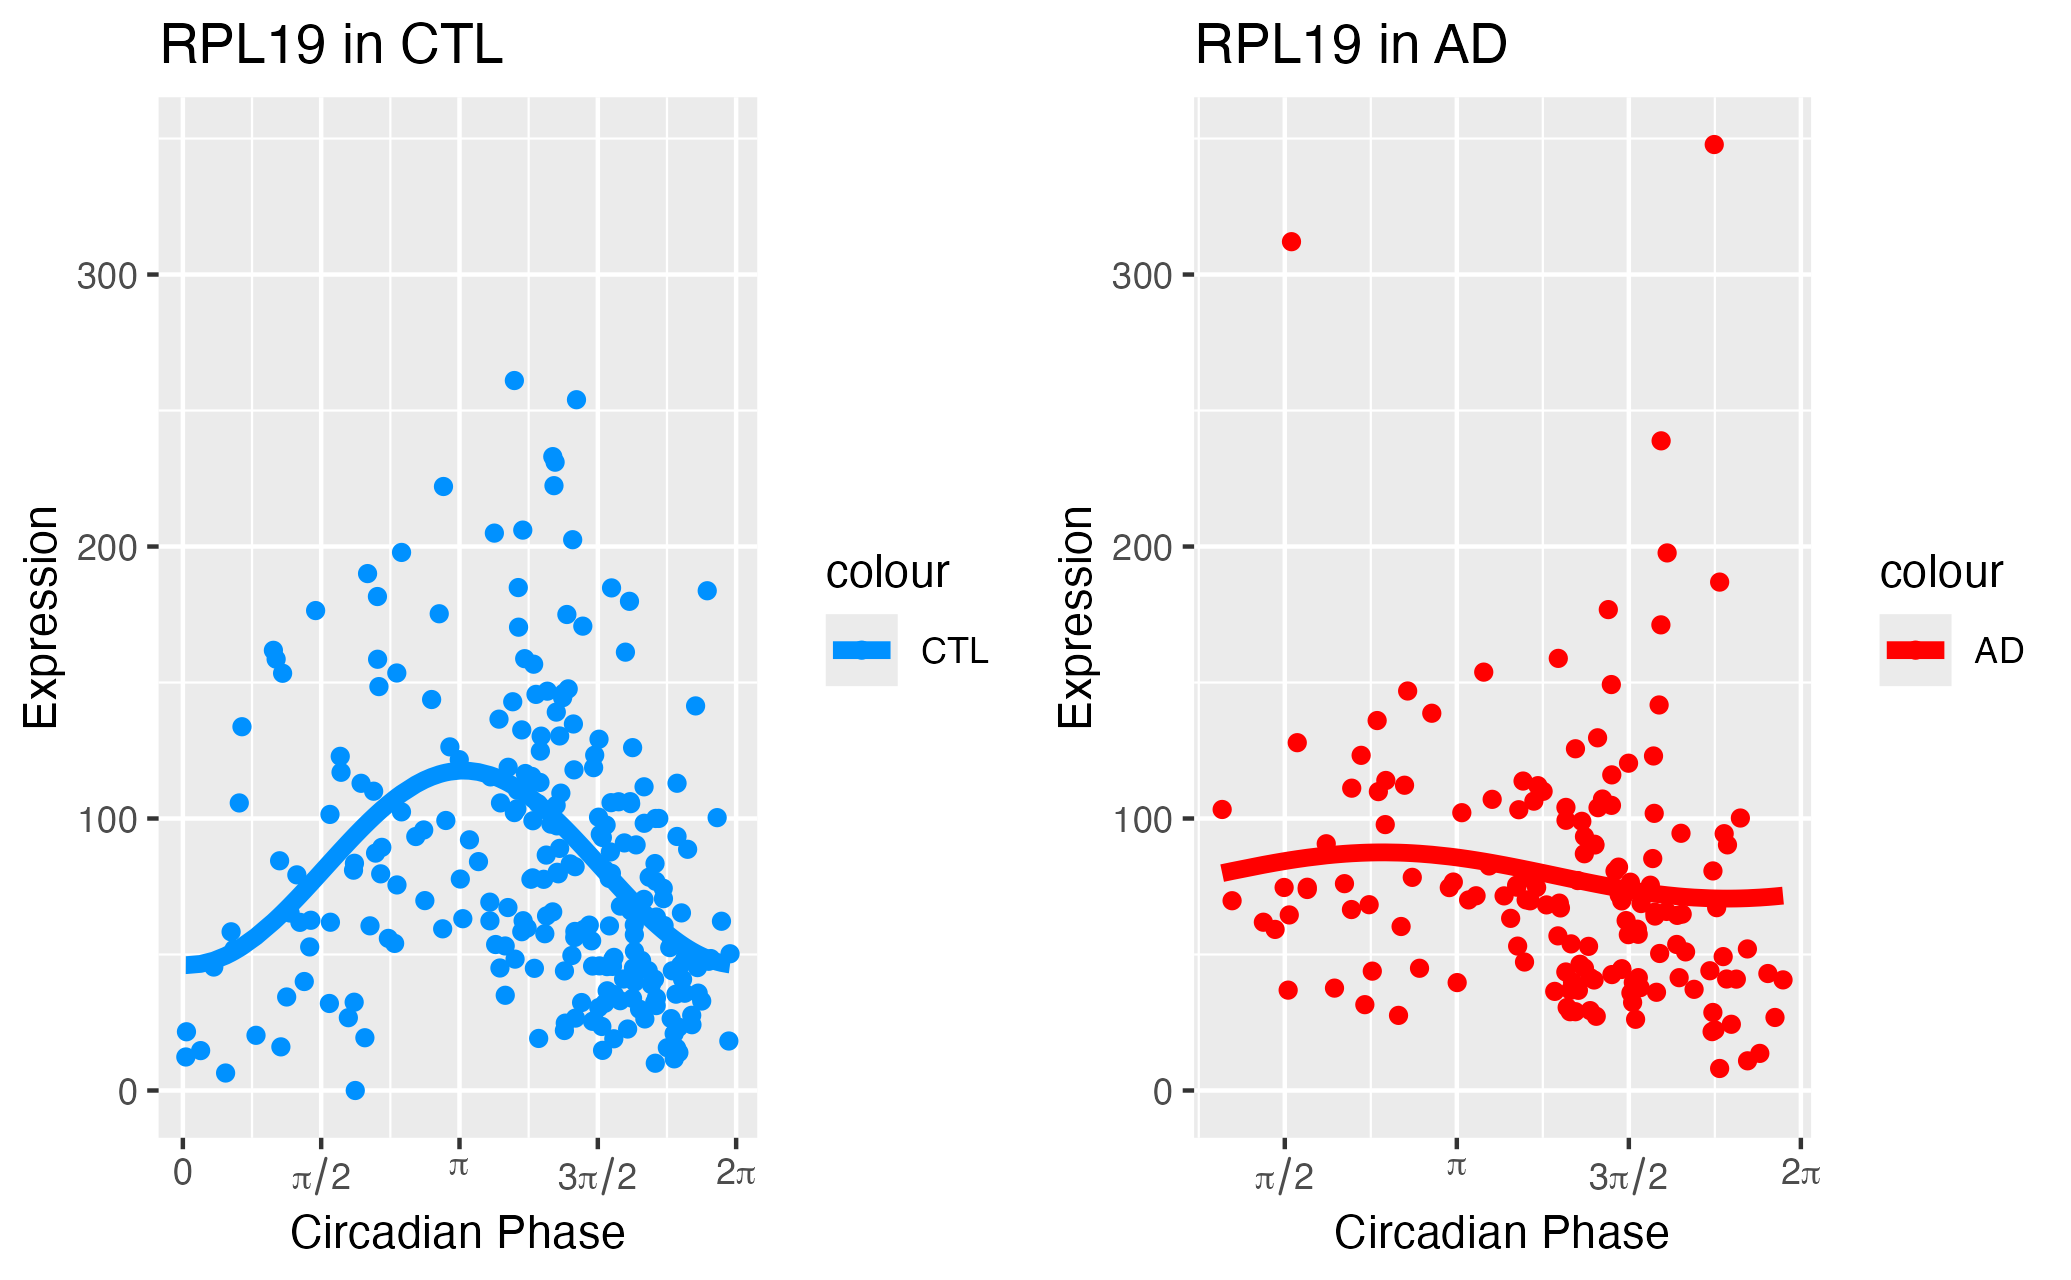 RPL19 in CTL
Expression
300
200
100
0
0 π/2 π 3π/2 2π
Circadian Phase
colour
CTL
RPL19 in AD
Expression
300
200
100
0
π/2 π 3π/2 2π
Circadian Phase
colour
AD